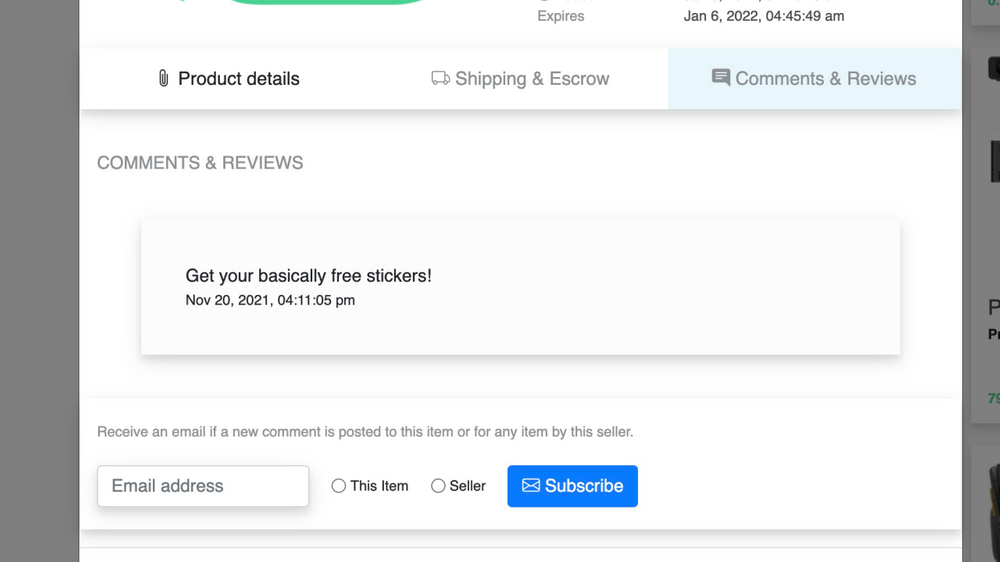 Expires
Jan 6, 2022, 04:45:49 am
Product details
Shipping & Escrow
Comments & Reviews
COMMENTS & REVIEWS
Get your basically free stickers!
Nov 20, 2021, 04:11:05 pm
Receive an email if a new comment is posted to this item or for any item by this seller.
Email address
This Item
Seller
Subscribe